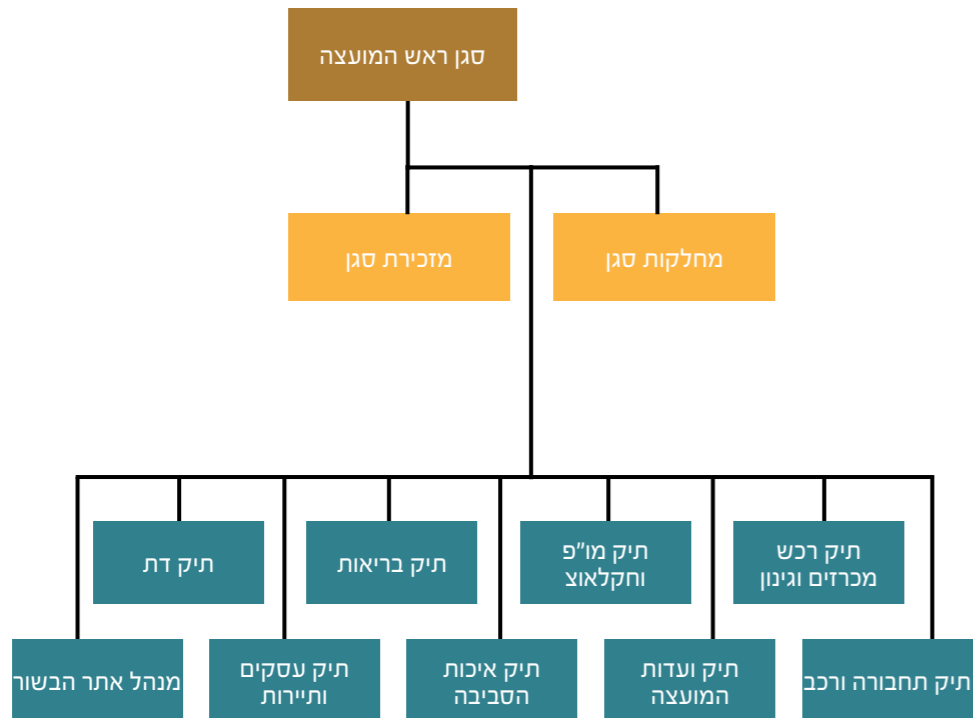 סגן ראש המועצה
מחלקות סגן
מזכירת סגן
תיק רכש
מכרזים וגינון
תיק מו"פ
וחקלאוצ
תיק בריאות
תיק דת
תיק תחבורה ורכב
תיק ועדות
המועצה
תיק איכות
הסביבה
תיק עסקים
ותיירות
מנהל אתר הבשור